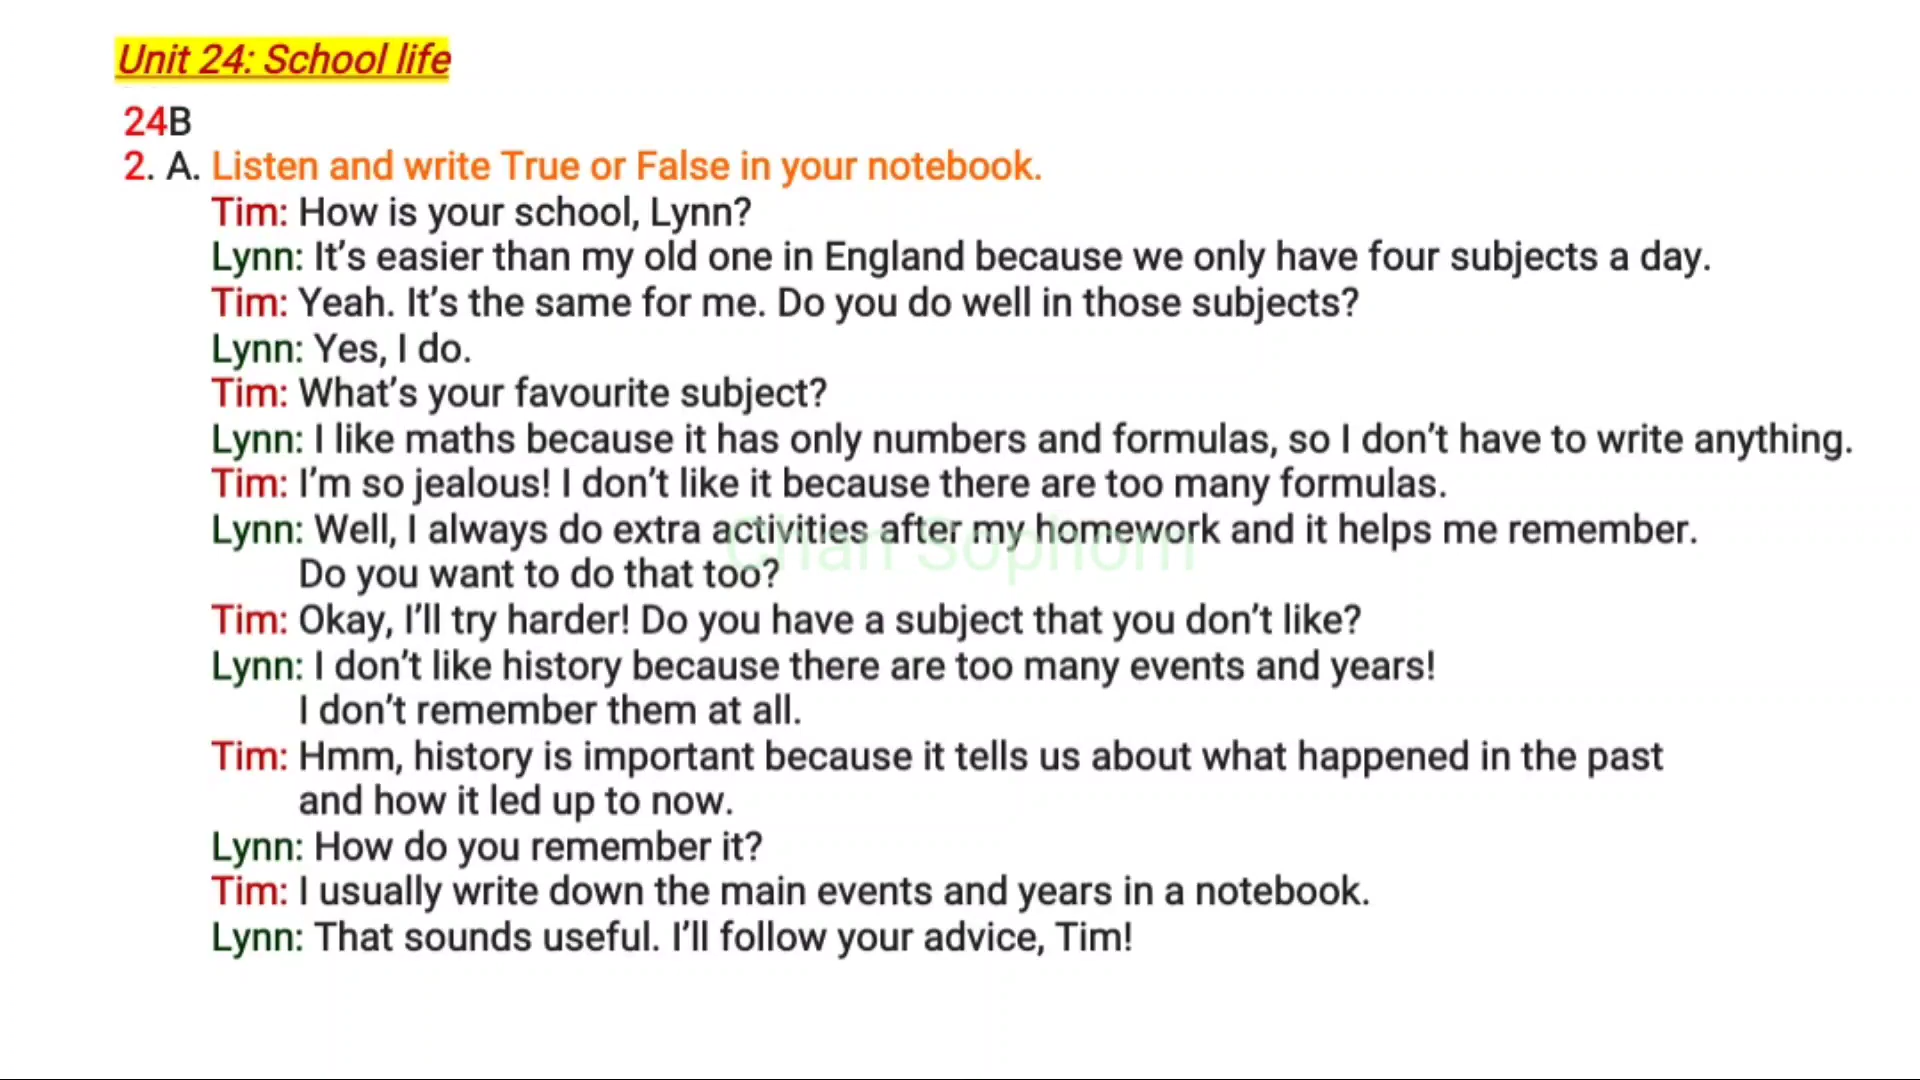 Unit 24: School life
24B
2. A. Listen and write True or False in your notebook.
Tim: How is your school, Lynn?
Lynn: It's easier than my old one in England because we only have four subjects a day.
Tim: Yeah. It's the same for me. Do you do well in those subjects?
Lynn: Yes, I do.
Tim: What's your favourite subject?
Lynn: I like maths because it has only numbers and formulas, so I don't have to write anything.
Tim: I'm so jealous! I don't like it because there are too many formulas.
Lynn: Well, I always do extra activities after my homework and it helps me remember.
Chan Sophorn
Do you want to do that too?
Tim: Okay, I'll try harder! Do you have a subject that you don't like?
Lynn: I don't like history because there are too many events and years!
I don't remember them at all.
Tim: Hmm, history is important because it tells us about what happened in the past
and how it led up to now.
Lynn: How do you remember it?
Tim: I usually write down the main events and years in a notebook.
Lynn: That sounds useful. I'll follow your advice, Tim!